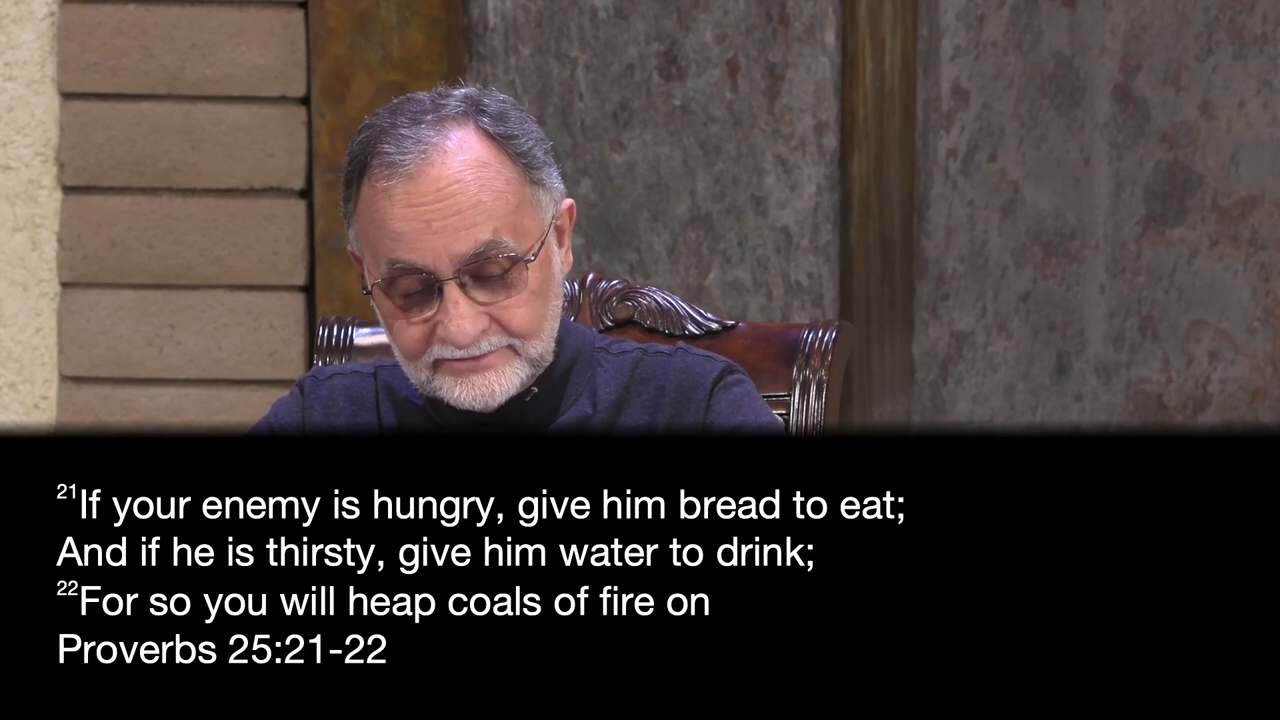 21If your enemy is hungry, give him bread to eat;
And if he is thirsty, give him water to drink;
22For so you will heap coals of fire on
Proverbs 25:21-22